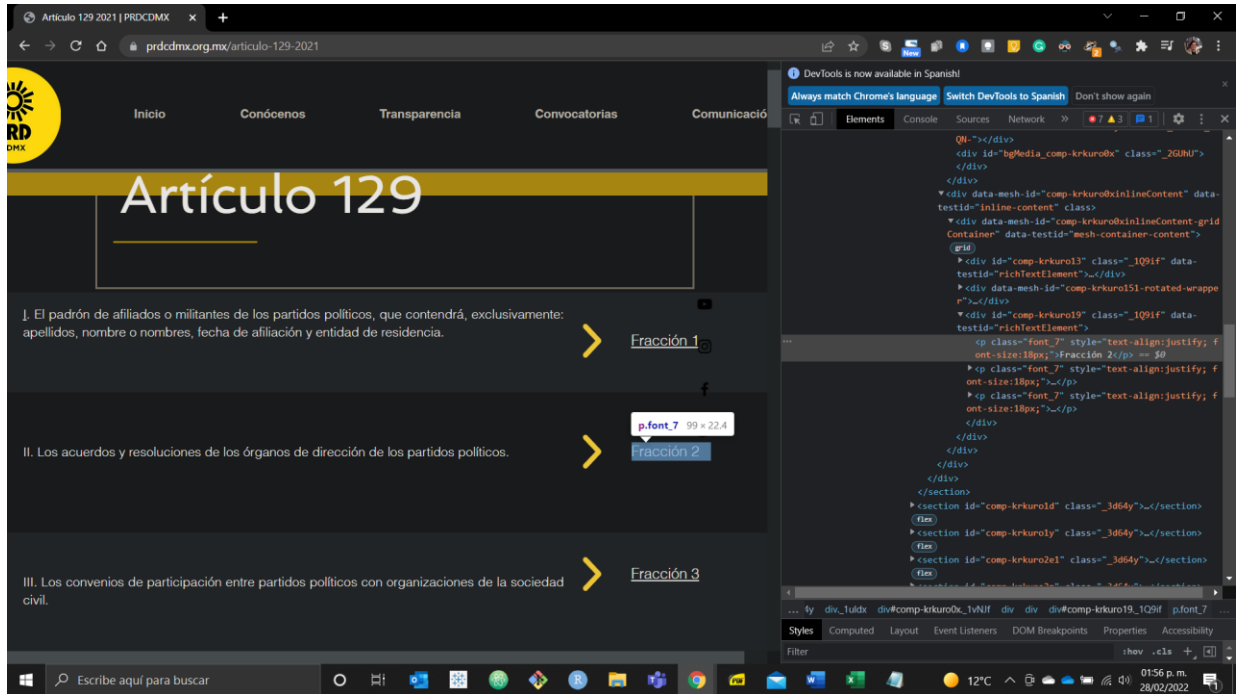 Artículo 129 2021 | PRDCDMX
prdcdmx.org.mx/articulo-129-2021
New
2
RD
DMX
Inicio
Conócenos
Transparencia
Convocatorias
Comunicació
Artículo 129
I. El padrón de afiliados o militantes de los partidos políticos, que contendrá, exclusivamente:
apellidos, nombre o nombres, fecha de afiliación y entidad de residencia.
Fracción 1
p.font_7 99 × 22.4
II. Los acuerdos y resoluciones de los órganos de dirección de los partidos políticos.
Fracción 2
III. Los convenios de participación entre partidos políticos con organizaciones de la sociedad
civil.
Fracción 3
DevTools is now available in Spanish!
Always match Chrome's language
Switch DevTools to Spanish
Don't show again
Elements
Console
Sources
Network
»
7
3
1
QN-"></div>
<div id="bgMedia_comp-krkuro0x" class="_2GUhU">
</div>
</div>
▼<div data-mesh-id="comp-krkuro0xinlineContent" data-
testid="inline-content" class>
▼<div data-mesh-id="comp-krkuro0xinlineContent-grid
Container" data-testid="mesh-container-content">
grid
▶<div id="comp-krkuro13" class="_1Q9if" data-
testid="richTextElement">…</div>
▶<div data-mesh-id="comp-krkuro151-rotated-wrappe
r">…</div>
▼<div id="comp-krkuro19" class="_1Q9if" data-
testid="richTextElement">
<p class="font_7" style="text-align:justify; f
ont-size:18px;">Fracción 2</p> == $0
▶<p class="font_7" style="text-align:justify; f
ont-size:18px;">…</p>
▶<p class="font_7" style="text-align:justify; f
ont-size:18px;">…</p>
</div>
</div>
</div>
</div>
</div>
</section>
▶<section id="comp-krkuro1d" class="_3d64y">…</section>
flex
▶<section id="comp-krkuro1y" class="_3d64y">…</section>
flex
▶<section id="comp-krkuro2e1" class="_3d64y">…</section>
flex
… 4y div._1uldx div#comp-krkuro0x._1vNJf div div div#comp-krkuro19._1Q9if p.font_7 …
Styles
Computed
Layout
Event Listeners
DOM Breakpoints
Properties
Accessibility
Filter
:hov .cls +
Escribe aquí para buscar
12°C
01:56 p. m.
28/02/2022